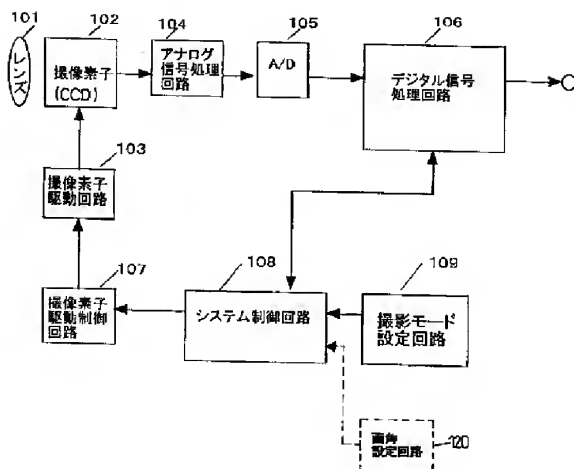 101
レンズ
102
撮像素子
(CCD)
104
アナログ
信号処理
回路
105
A/D
106
デジタル信号
処理回路
103
撮像素子
駆動回路
107
撮像素子
駆動制御
回路
108
システム制御回路
109
撮影モード
設定回路
画角
設定回路
120